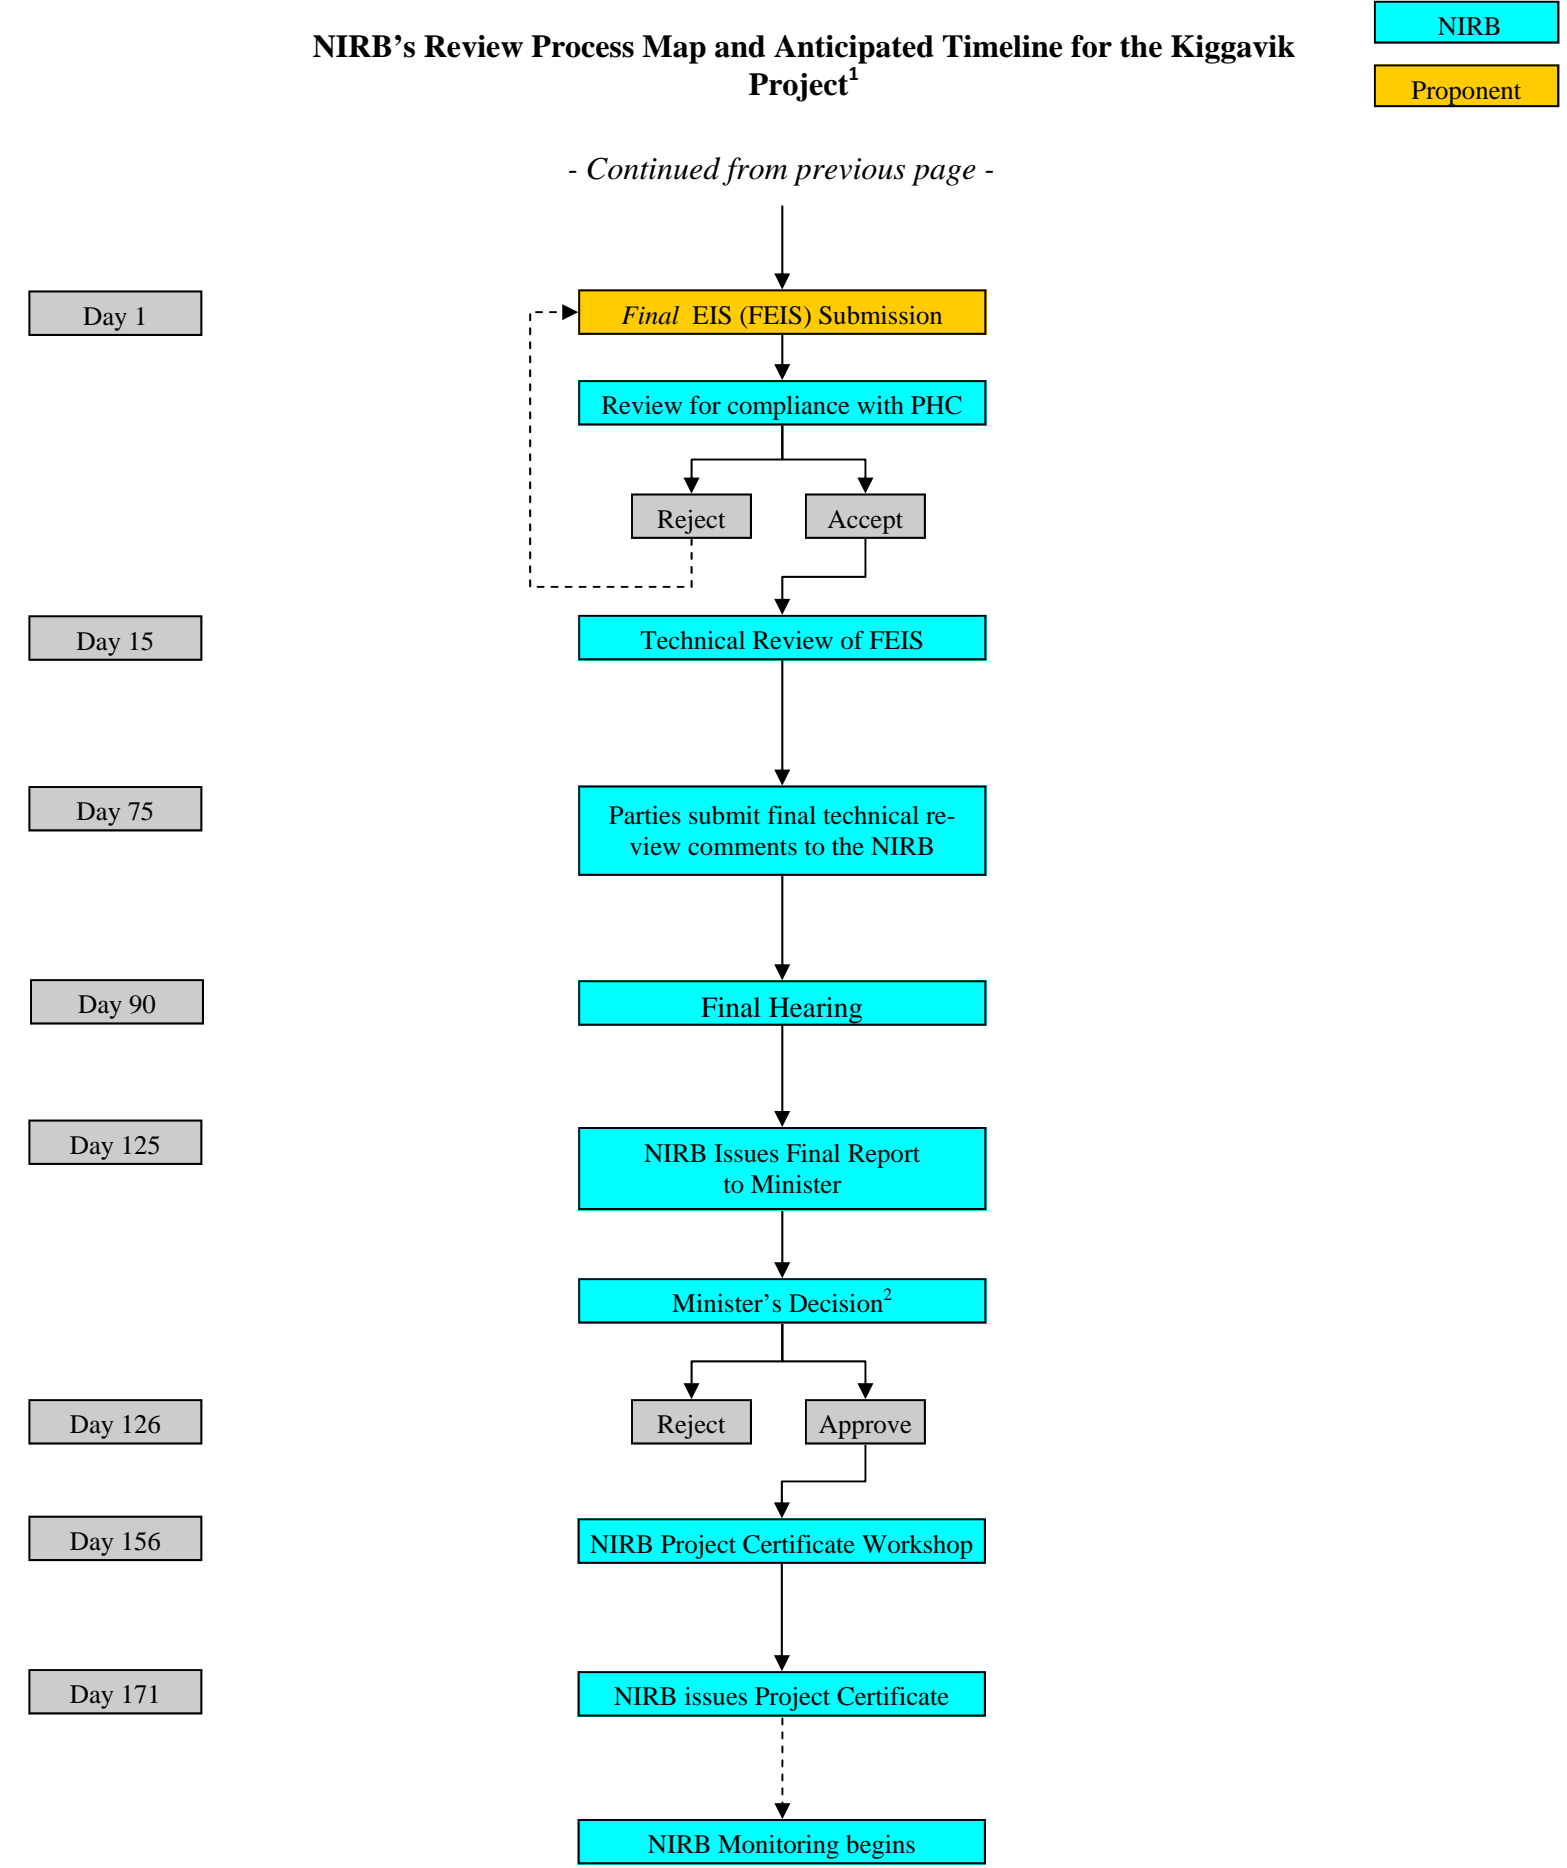 NIRB
NIRB’s Review Process Map and Anticipated Timeline for the Kiggavik
Project¹
Proponent
- Continued from previous page -
Day 1
Final EIS (FEIS) Submission
Review for compliance with PHC
Reject
Accept
Day 15
Technical Review of FEIS
Day 75
Parties submit final technical re-
view comments to the NIRB
Day 90
Final Hearing
Day 125
NIRB Issues Final Report
to Minister
Minister’s Decision²
Day 126
Reject
Approve
Day 156
NIRB Project Certificate Workshop
Day 171
NIRB issues Project Certificate
NIRB Monitoring begins